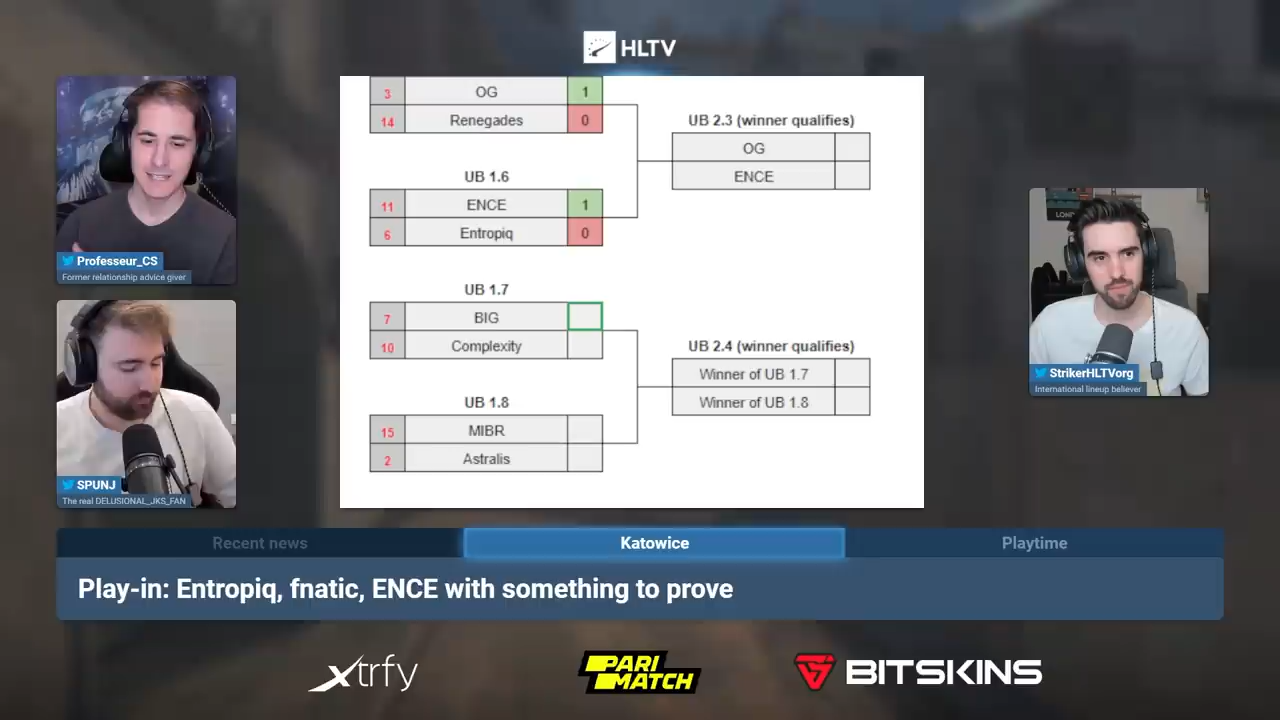 HLTV
3 OG 1
14 Renegades 0
UB 2.3 (winner qualifies)
OG
ENCE
UB 1.6
11 ENCE 1
6 Entropiq 0
UB 1.7
7 BIG
10 Complexity
UB 2.4 (winner qualifies)
Winner of UB 1.7
Winner of UB 1.8
UB 1.8
15 MIBR
2 Astralis
Professeur_CS
Former relationship advice giver
SPUNJ
The real DELUSIONAL_JKS_FAN
LOND
StrikerHLTVorg
International lineup believer
Recent news
Katowice
Playtime
Play-in: Entropiq, fnatic, ENCE with something to prove
xtrfy
PARI
MATCH
BITSKINS